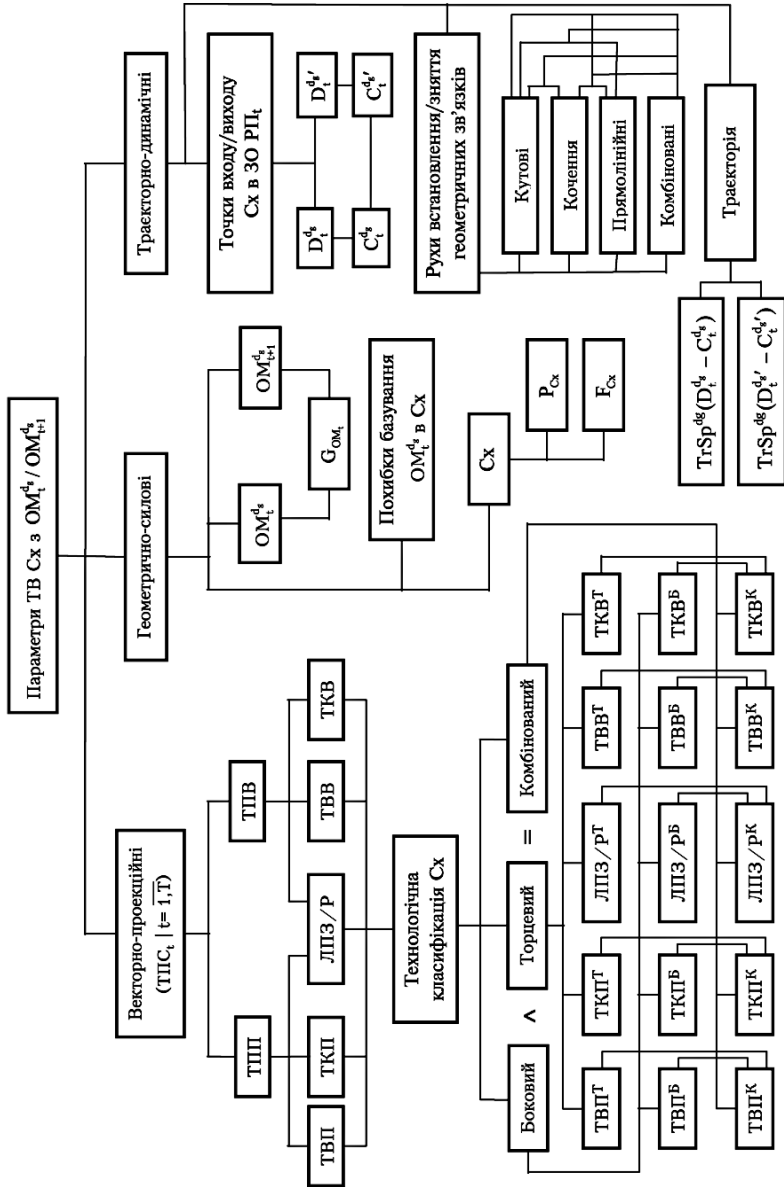 Параметри ТВ Сх з OM_t^{d_s}/OM_{t+1}^{d_s}
Векторно-проекційні
(ТПС_t | t=1,T)
ТПП
ТПВ
ТВП
ТКП
ЛПЗ/Р
ТВВ
ТКВ
Технологічна
класифікація Сх
Боковий
^
Торцевий
=
Комбінований
ТВП^Т
ТКП^Т
ЛПЗ/Р^Т
ТВВ^Т
ТКВ^Т
ТВП^Б
ТКП^Б
ЛПЗ/Р^Б
ТВВ^Б
ТКВ^Б
ТВП^К
ТКП^К
ЛПЗ/Р^К
ТВВ^К
ТКВ^К
Геометрично-силові
OM_t^{d_s}
OM_{t+1}^{d_s}
G_{OM_t}
Похибки базування
OM_t^{d_s} в Сх
Сх
P_{Cx}
F_{Cx}
Траєкторно-динамічні
Точки входу/виходу
Сх в ЗО РП_t
D_t^{d_s}
D_t^{d_s'}
C_t^{d_s}
C_t^{d_s'}
Рухи встановлення/зняття
геометричних зв’язків
Кутові
Кочення
Прямолінійні
Комбіновані
Траєкторія
TrSp^{dg}(D_t^{d_s} – C_t^{d_s})
TrSp^{dg}(D_t^{d_s'} – C_t^{d_s'})